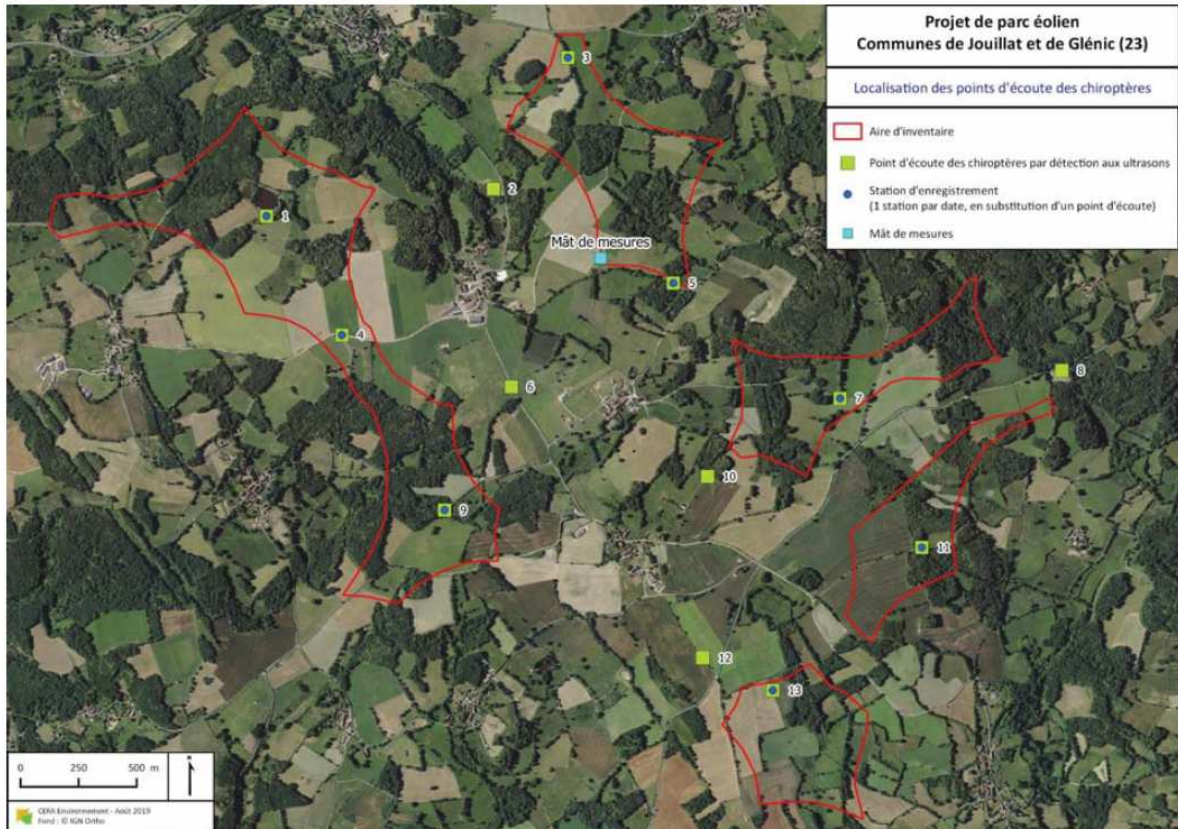 Projet de parc éolien
Communes de Jouillat et de Glénic (23)
Localisation des points d'écoute des chiroptères
Aire d'inventaire
Point d'écoute des chiroptères par détection aux ultrasons
Station d'enregistrement
(1 station par date, en substitution d'un point d'écoute)
Mât de mesures
3
2
1
Mât de mesures
5
4
6
8
7
10
9
11
12
13
0 250 500 m
N
CERA Environnement - Août 2019
Fond : © IGN Ortho